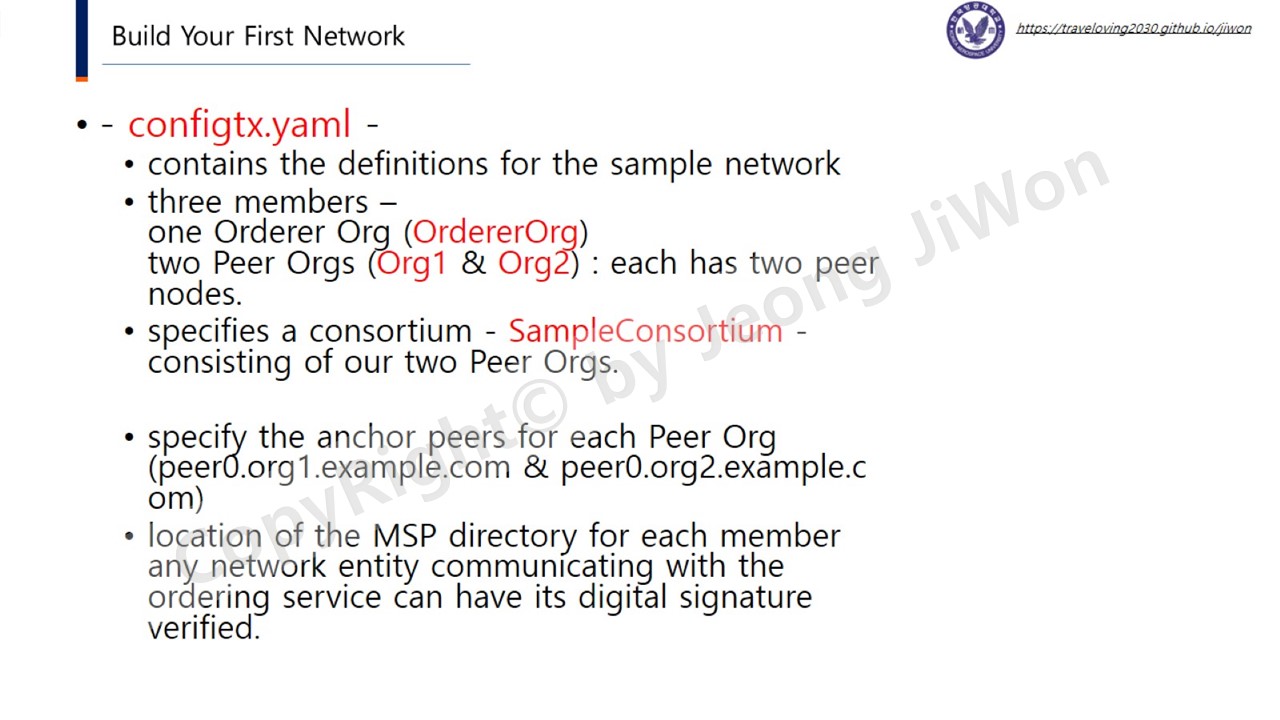 Build Your First Network
https://traveloving2030.github.io/jiwon
• - configtx.yaml -
• contains the definitions for the sample network
• three members –
one Orderer Org (OrdererOrg)
two Peer Orgs (Org1 & Org2) : each has two peer
nodes.
• specifies a consortium - SampleConsortium -
consisting of our two Peer Orgs.
• specify the anchor peers for each Peer Org
(peer0.org1.example.com & peer0.org2.example.c
om)
• location of the MSP directory for each member
any network entity communicating with the
ordering service can have its digital signature
verified.
CopyRight© by Jeong JiWon